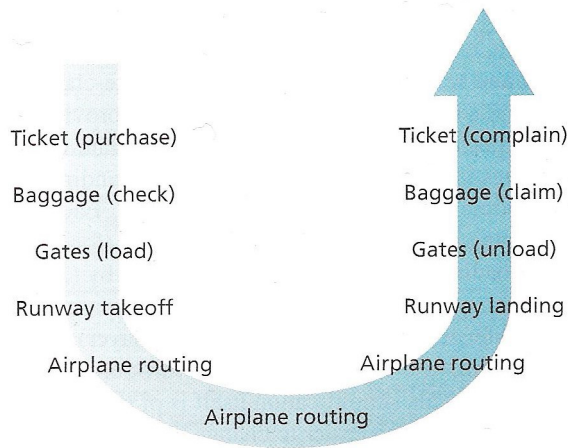 Ticket (purchase)
Baggage (check)
Gates (load)
Runway takeoff
Airplane routing
Airplane routing
Airplane routing
Runway landing
Gates (unload)
Baggage (claim)
Ticket (complain)